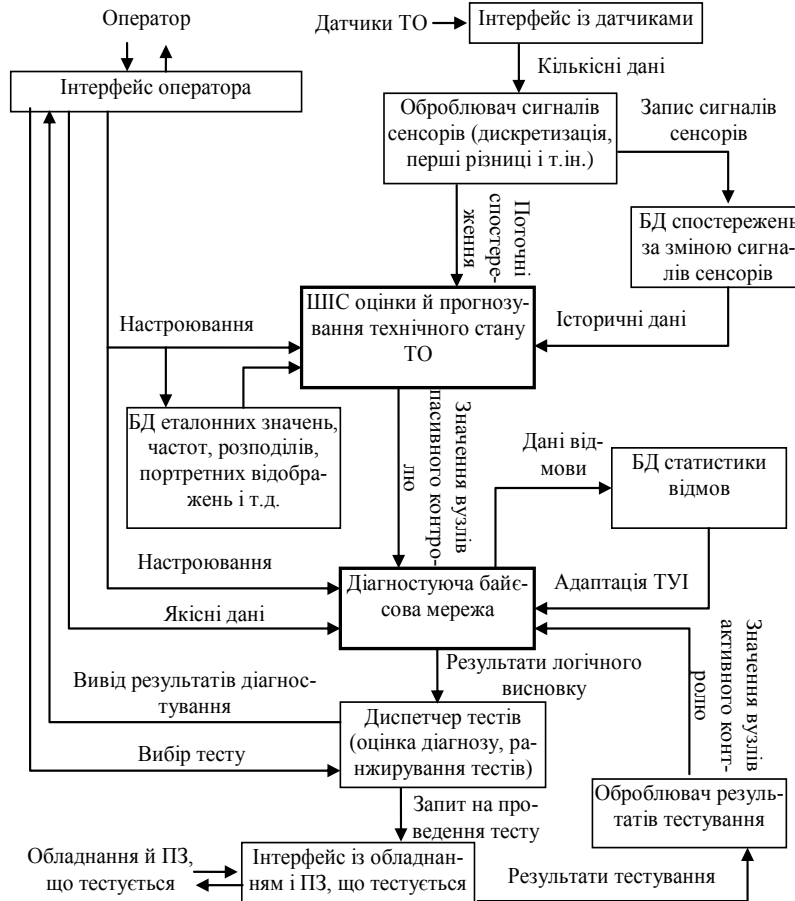 Оператор
Датчики ТО
Інтерфейс із датчиками
Інтерфейс оператора
Кількісні дані
Оброблювач сигналів
сенсорів (дискретизація,
перші різниці і т.ін.)
Запис сигналів
сенсорів
Поточні
спостере-
ження
БД спостережень
за зміною сигна-
лів сенсорів
ШІС оцінки й прогнозу-
вання технічного стану
ТО
Настроювання
Історичні дані
БД еталонних значень,
частот, розподілів,
портретних відобра-
жень і т.д.
Значення вузлів
пасивного контро-
лю
Дані від-
мови
БД статистики
відмов
Настроювання
Діагностуюча байє-
сова мережа
Адаптація ТУІ
Якісні дані
Значення вузлів
активного конт-
ролю
Результати логічного
висновку
Вивід результатів діагнос-
тування
Диспетчер тестів
(оцінка діагнозу, ра-
нжирування тестів)
Вибір тесту
Оброблювач резуль-
татів тестування
Запит на про-
ведення тесту
Обладнання й ПЗ,
що тестується
Інтерфейс із обладнан-
ням і ПЗ, що тестується
Результати тестування